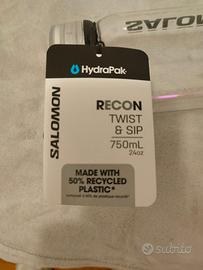 HydraPak
SALOMON
RECON
TWIST
& SIP
750mL
24oz
MADE WITH
50% RECYCLED
PLASTIC*
SALOMON
subito